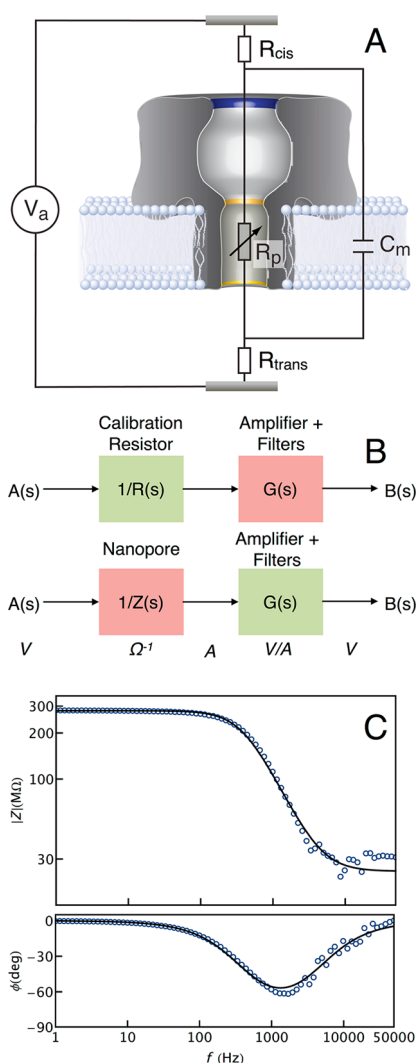 A
R_cis
V_a
R_p
C_m
R_trans
B
Calibration Resistor
Amplifier + Filters
A(s)
1/R(s)
G(s)
B(s)
Nanopore
Amplifier + Filters
A(s)
1/Z(s)
G(s)
B(s)
V
Ω⁻¹
A
V/A
V
C
300
200
100
30
|Z|(MΩ)
0
-30
-60
-90
ϕ(deg)
1
10
100
1000
10000
50000
f (Hz)